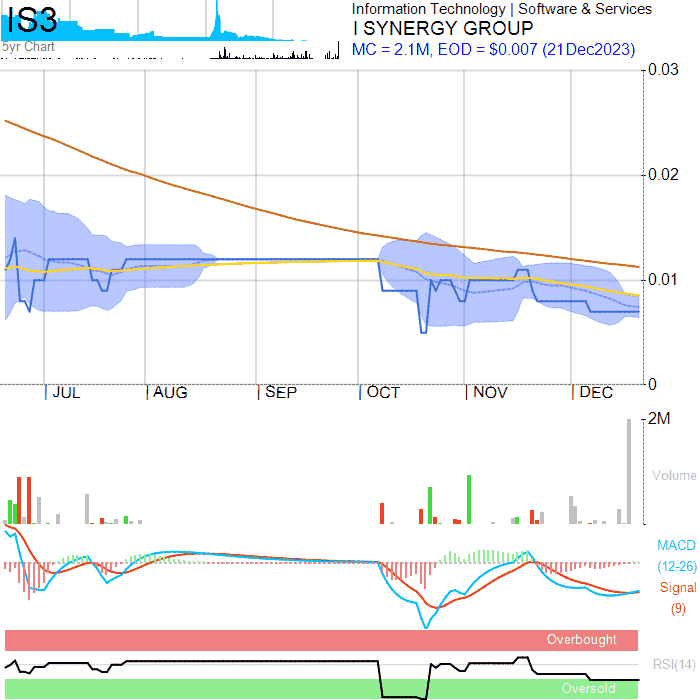 IS3
5yr Chart
Information Technology | Software & Services
I SYNERGY GROUP
MC = 2.1M, EOD = $0.007 (21Dec2023)
0.03
0.02
0.01
0
JUL AUG SEP OCT NOV DEC
2M
Volume
MACD
(12-26)
Signal
(9)
Overbought
RSI(14)
Oversold